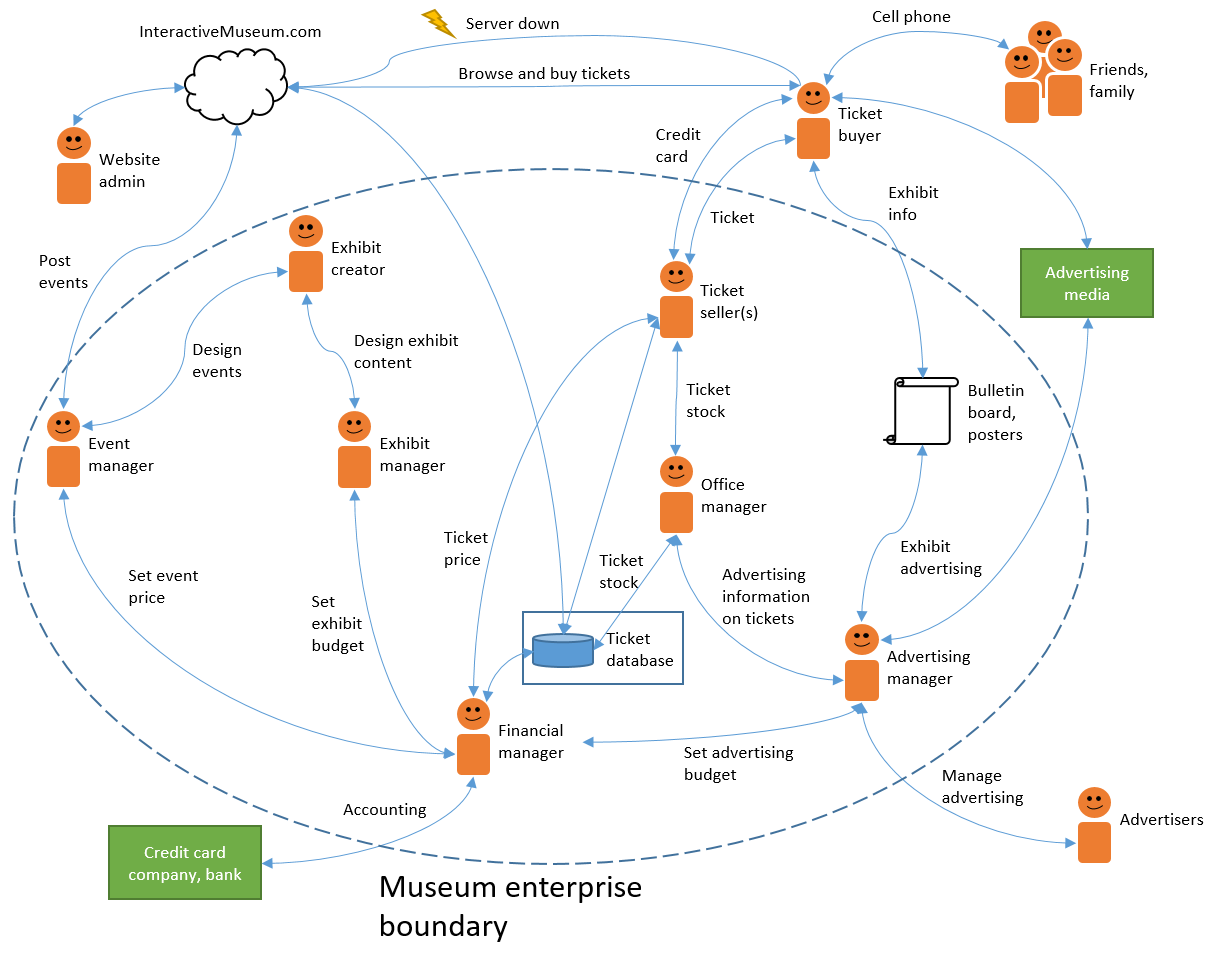 InteractiveMuseum.com
Server down
Cell phone
Browse and buy tickets
Friends,
family
Ticket
buyer
Credit
card
Website
admin
Exhibit
info
Ticket
Post
events
Exhibit
creator
Advertising
media
Ticket
seller(s)
Design
events
Design exhibit
content
Ticket
stock
Bulletin
board,
posters
Event
manager
Exhibit
manager
Office
manager
Ticket
price
Ticket
stock
Exhibit
advertising
Set event
price
Advertising
information
on tickets
Set
exhibit
budget
Ticket
database
Advertising
manager
Financial
manager
Set advertising
budget
Manage
advertising
Accounting
Advertisers
Credit card
company, bank
Museum enterprise
boundary